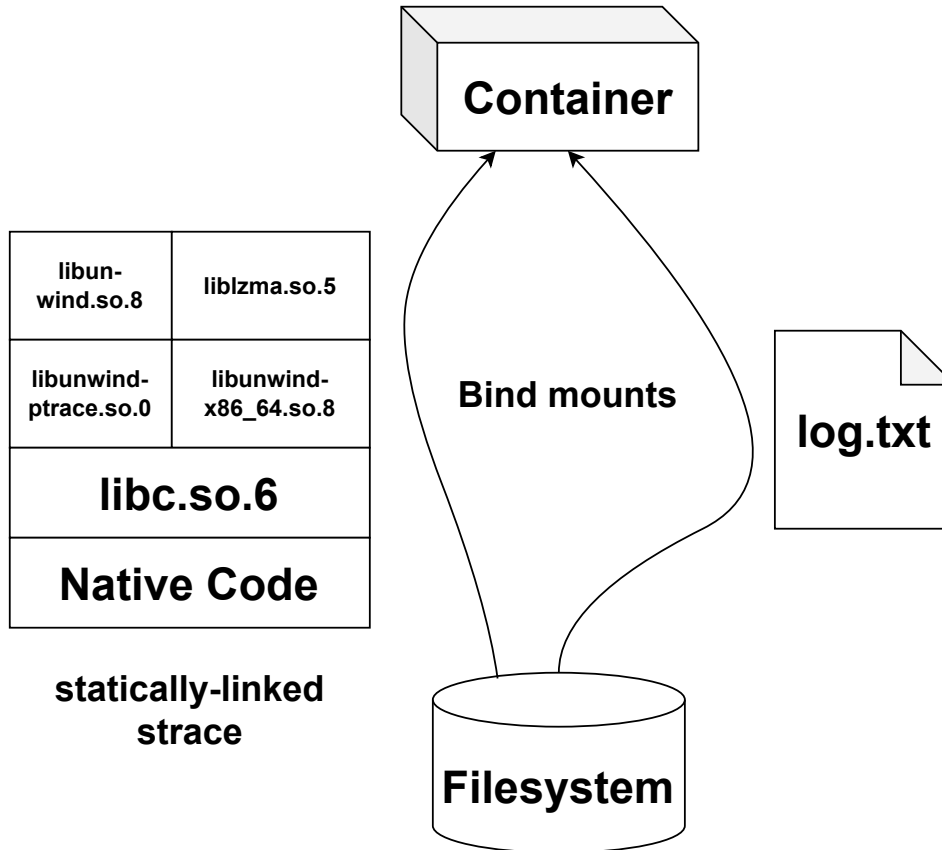 Container
libun-
wind.so.8
liblzma.so.5
libunwind-
ptrace.so.0
libunwind-
x86_64.so.8
libc.so.6
Native Code
statically-linked
strace
Bind mounts
log.txt
Filesystem